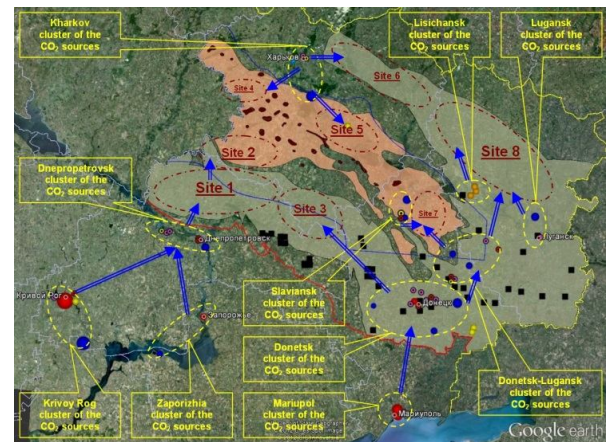 Kharkov
cluster of the
CO₂ sources
Lisichansk
cluster of the
CO₂ sources
Lugansk
cluster of the
CO₂ sources
Харьков
Site 6
Site 4
Site 5
Site 2
Site 8
Dnepropetrovsk
cluster of the
CO₂ sources
Site 1
Site 3
Site 7
Днепропетровск
Луганск
Кривой Рог
Запорожье
Донецк
Slaviansk
cluster of the
CO₂ sources
Donetsk
cluster of the
CO₂ sources
Krivoy Rog
cluster of the
CO₂ sources
Zaporizhia
cluster of the
CO₂ sources
Mariupol
cluster of the
CO₂ sources
Мариуполь
Donetsk-Lugansk
cluster of the
CO₂ sources
Google earth